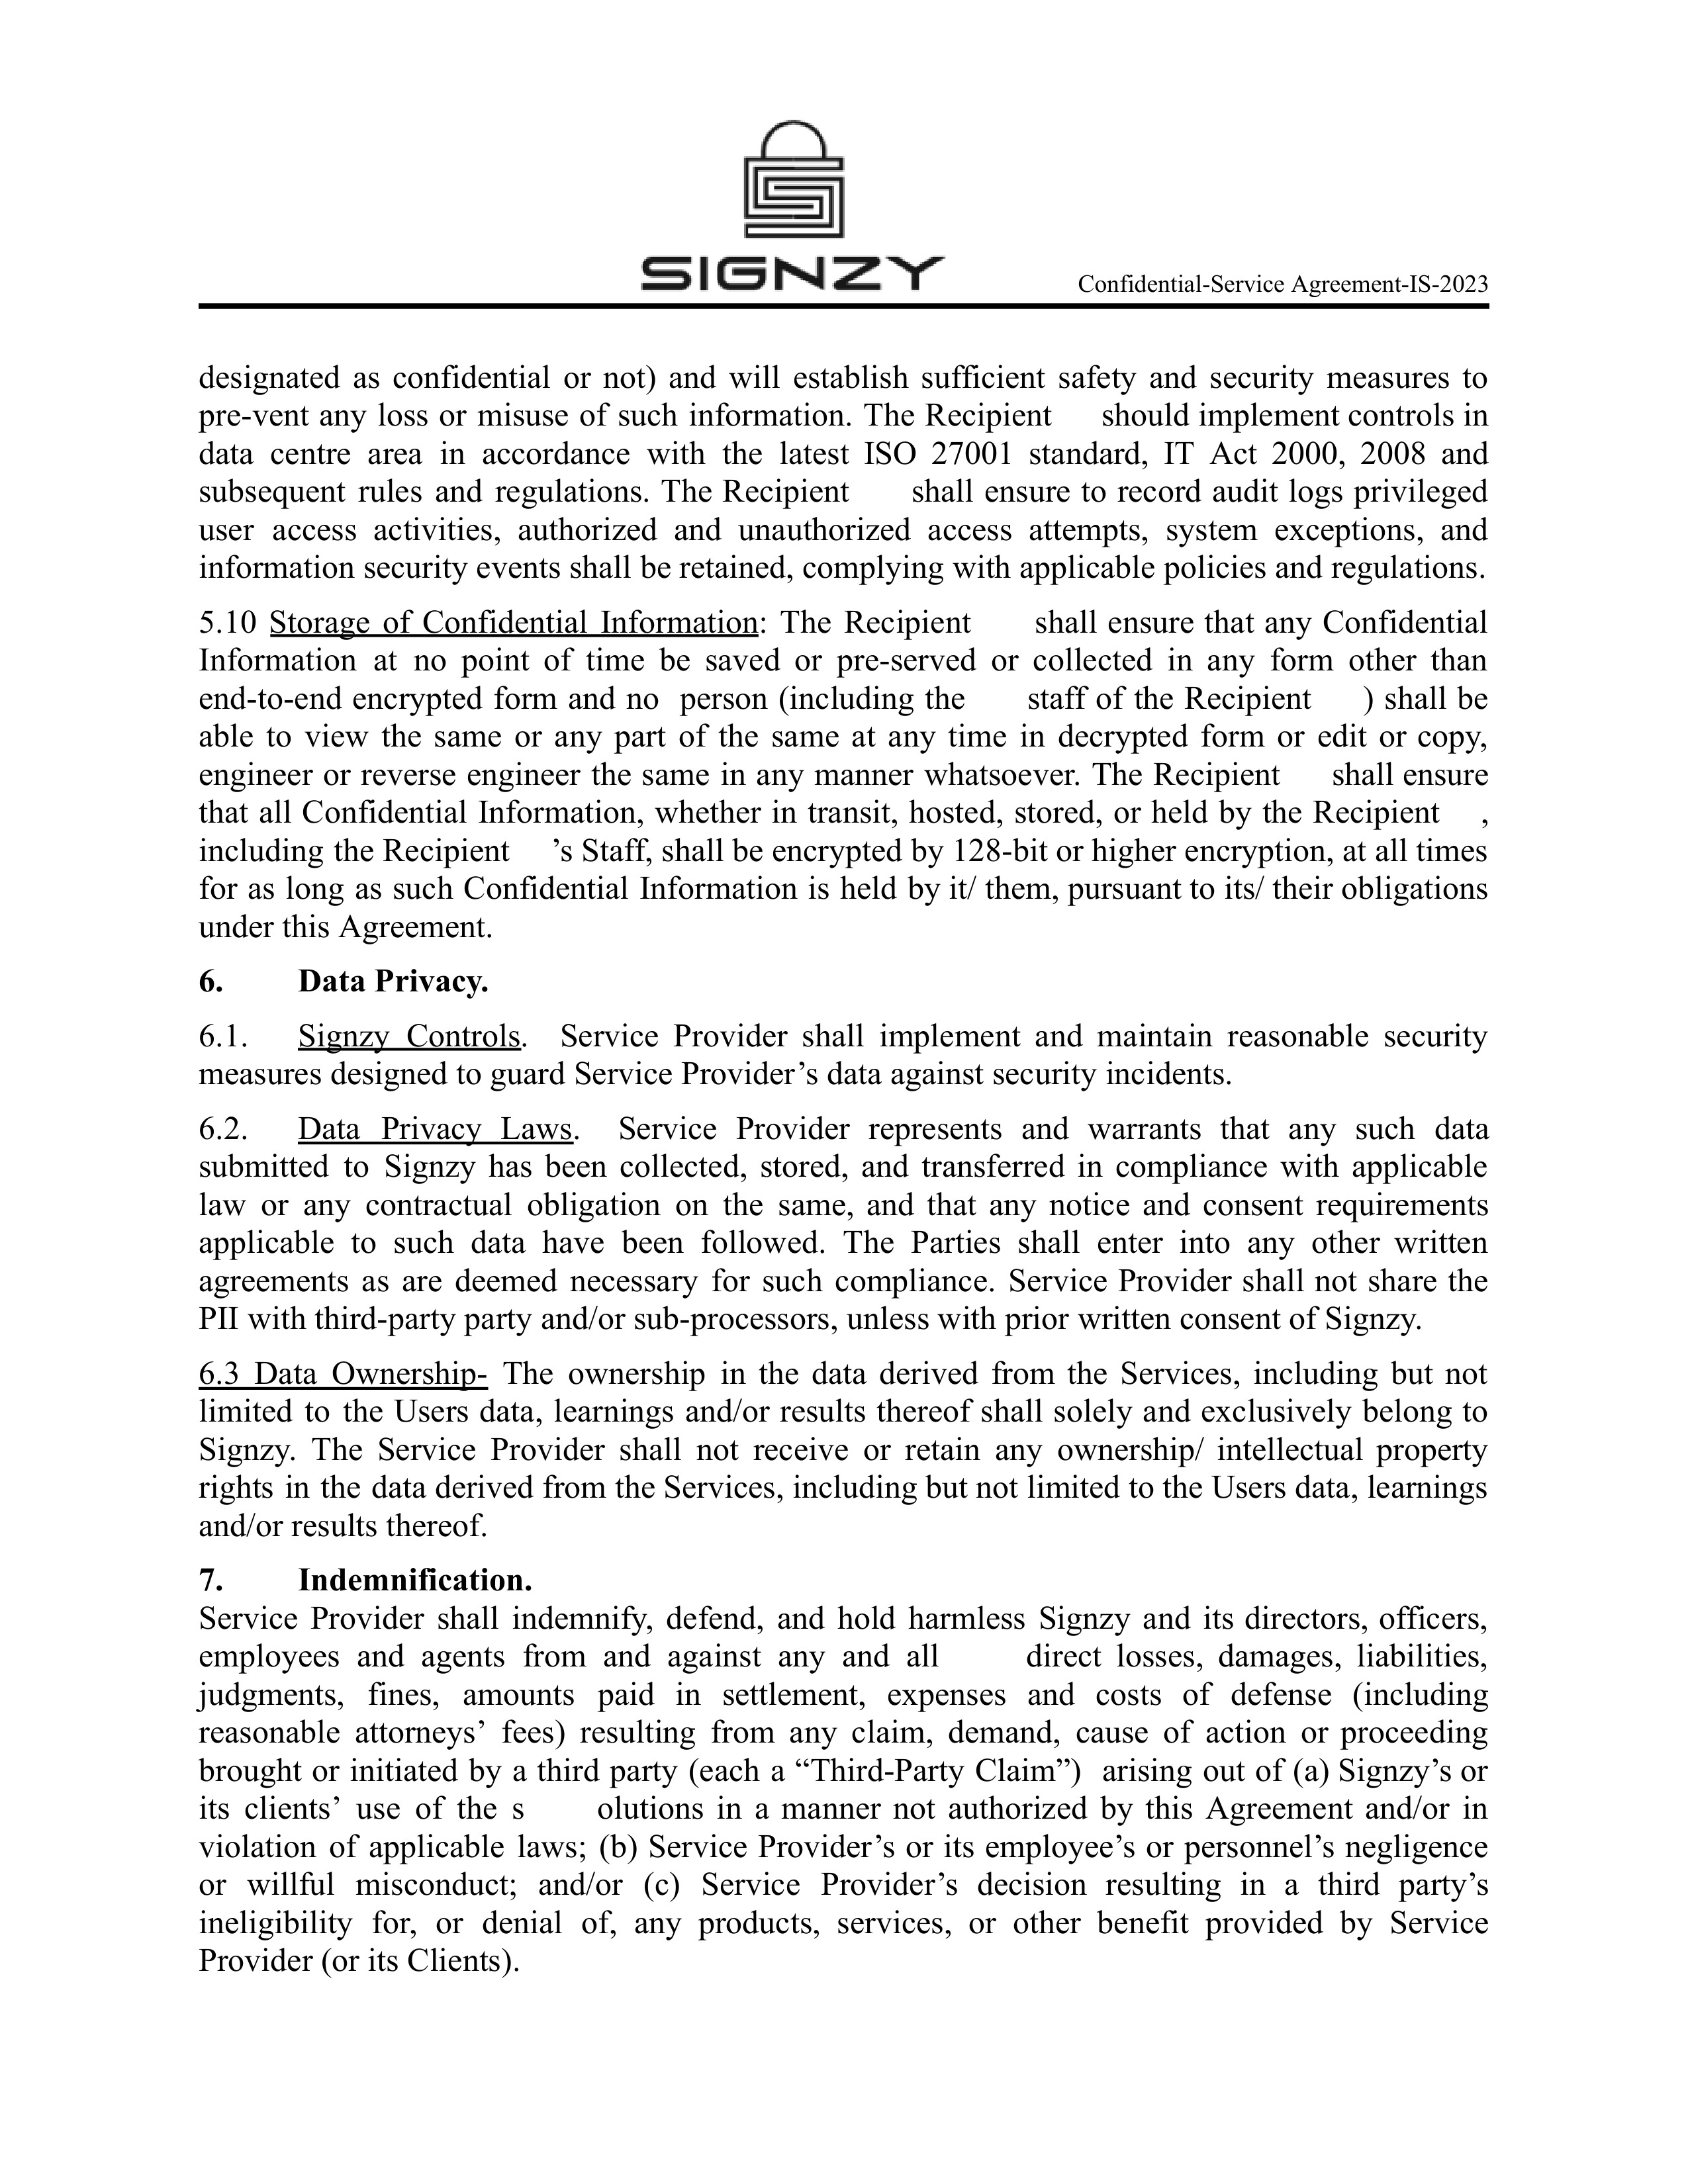 SIGNZY
Confidential-Service Agreement-IS-2023
designated as confidential or not) and will establish sufficient safety and security measures to
pre-vent any loss or misuse of such information. The Recipient should implement controls in
data centre area in accordance with the latest ISO 27001 standard, IT Act 2000, 2008 and
subsequent rules and regulations. The Recipient shall ensure to record audit logs privileged
user access activities, authorized and unauthorized access attempts, system exceptions, and
information security events shall be retained, complying with applicable policies and regulations.
5.10 Storage of Confidential Information: The Recipient shall ensure that any Confidential
Information at no point of time be saved or pre-served or collected in any form other than
end-to-end encrypted form and no person (including the staff of the Recipient ) shall be
able to view the same or any part of the same at any time in decrypted form or edit or copy,
engineer or reverse engineer the same in any manner whatsoever. The Recipient shall ensure
that all Confidential Information, whether in transit, hosted, stored, or held by the Recipient ,
including the Recipient ’s Staff, shall be encrypted by 128-bit or higher encryption, at all times
for as long as such Confidential Information is held by it/ them, pursuant to its/ their obligations
under this Agreement.
6. Data Privacy.
6.1. Signzy Controls. Service Provider shall implement and maintain reasonable security
measures designed to guard Service Provider’s data against security incidents.
6.2. Data Privacy Laws. Service Provider represents and warrants that any such data
submitted to Signzy has been collected, stored, and transferred in compliance with applicable
law or any contractual obligation on the same, and that any notice and consent requirements
applicable to such data have been followed. The Parties shall enter into any other written
agreements as are deemed necessary for such compliance. Service Provider shall not share the
PII with third-party party and/or sub-processors, unless with prior written consent of Signzy.
6.3 Data Ownership- The ownership in the data derived from the Services, including but not
limited to the Users data, learnings and/or results thereof shall solely and exclusively belong to
Signzy. The Service Provider shall not receive or retain any ownership/ intellectual property
rights in the data derived from the Services, including but not limited to the Users data, learnings
and/or results thereof.
7. Indemnification.
Service Provider shall indemnify, defend, and hold harmless Signzy and its directors, officers,
employees and agents from and against any and all direct losses, damages, liabilities,
judgments, fines, amounts paid in settlement, expenses and costs of defense (including
reasonable attorneys’ fees) resulting from any claim, demand, cause of action or proceeding
brought or initiated by a third party (each a “Third-Party Claim”) arising out of (a) Signzy’s or
its clients’ use of the s olutions in a manner not authorized by this Agreement and/or in
violation of applicable laws; (b) Service Provider’s or its employee’s or personnel’s negligence
or willful misconduct; and/or (c) Service Provider’s decision resulting in a third party’s
ineligibility for, or denial of, any products, services, or other benefit provided by Service
Provider (or its Clients).